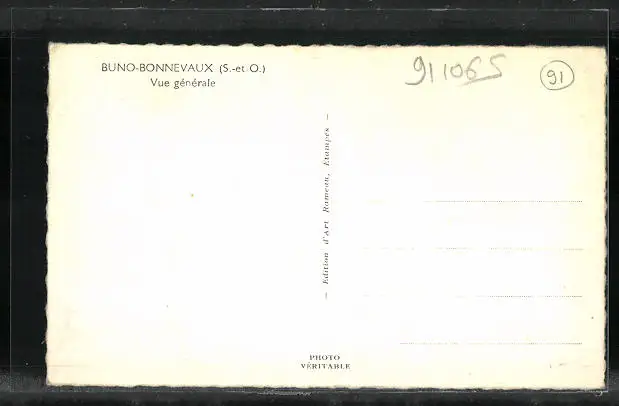 BUNO-BONNEVAUX (S.-et O.)
Vue générale
911065
91
— Edition d'Art Rameau, Etampes —
PHOTO
VÉRITABLE